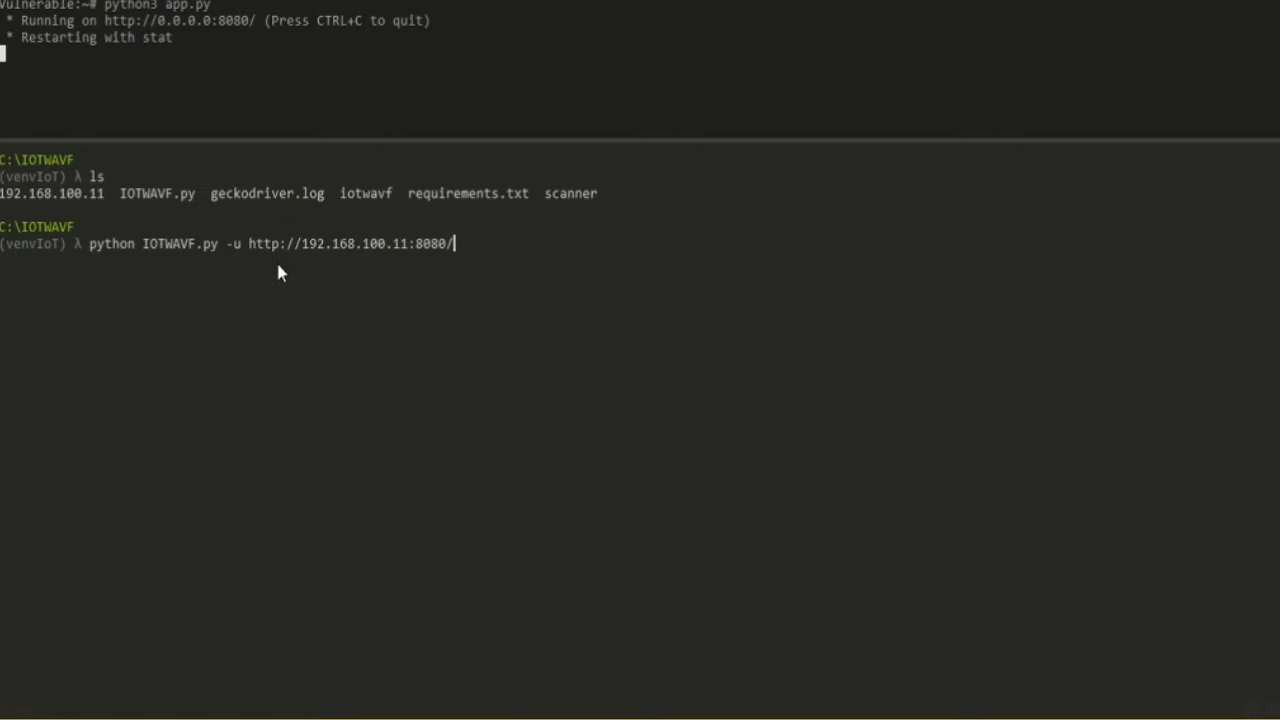 Vulnerable:~# python3 app.py
* Running on http://0.0.0.0:8080/ (Press CTRL+C to quit)
* Restarting with stat
C:\IOTWAVF
(venvIoT) λ ls
192.168.100.11 IOTWAVF.py geckodriver.log iotwavf requirements.txt scanner
C:\IOTWAVF
(venvIoT) λ python IOTWAVF.py -u http://192.168.100.11:8080/